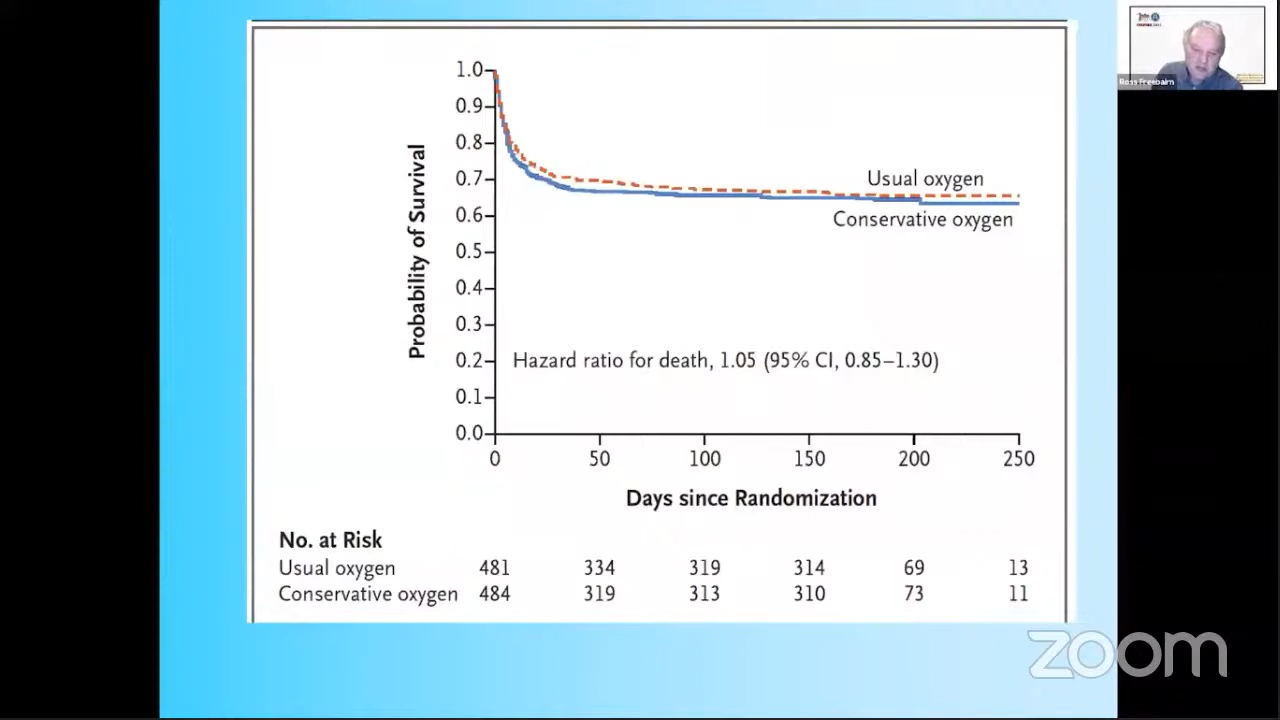 1.0
0.9
0.8
0.7
0.6
0.5
0.4
0.3
0.2
0.1
0.0
Probability of Survival
Usual oxygen
Conservative oxygen
Hazard ratio for death, 1.05 (95% CI, 0.85–1.30)
0 50 100 150 200 250
Days since Randomization
No. at Risk
Usual oxygen 481 334 319 314 69 13
Conservative oxygen 484 319 313 310 73 11
Ross Freebairn
zoom